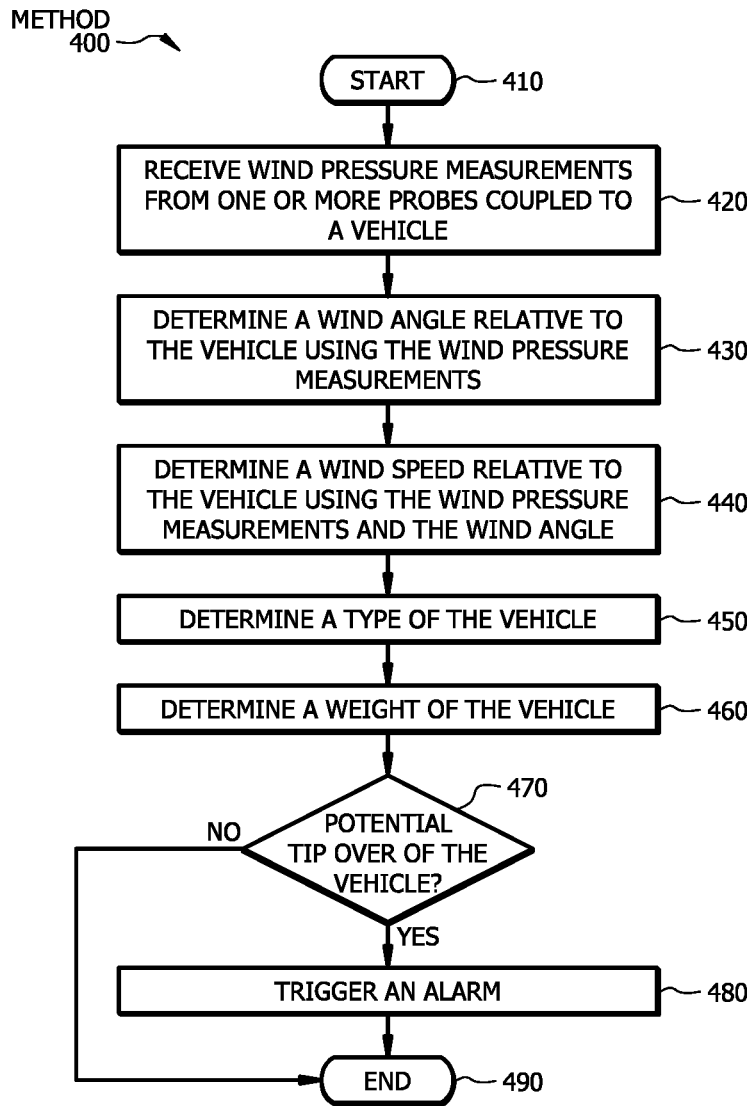 METHOD
400
START
410
RECEIVE WIND PRESSURE MEASUREMENTS
FROM ONE OR MORE PROBES COUPLED TO
A VEHICLE
420
DETERMINE A WIND ANGLE RELATIVE TO
THE VEHICLE USING THE WIND PRESSURE
MEASUREMENTS
430
DETERMINE A WIND SPEED RELATIVE TO
THE VEHICLE USING THE WIND PRESSURE
MEASUREMENTS AND THE WIND ANGLE
440
DETERMINE A TYPE OF THE VEHICLE
450
DETERMINE A WEIGHT OF THE VEHICLE
460
470
NO
POTENTIAL
TIP OVER OF THE
VEHICLE?
YES
TRIGGER AN ALARM
480
END
490